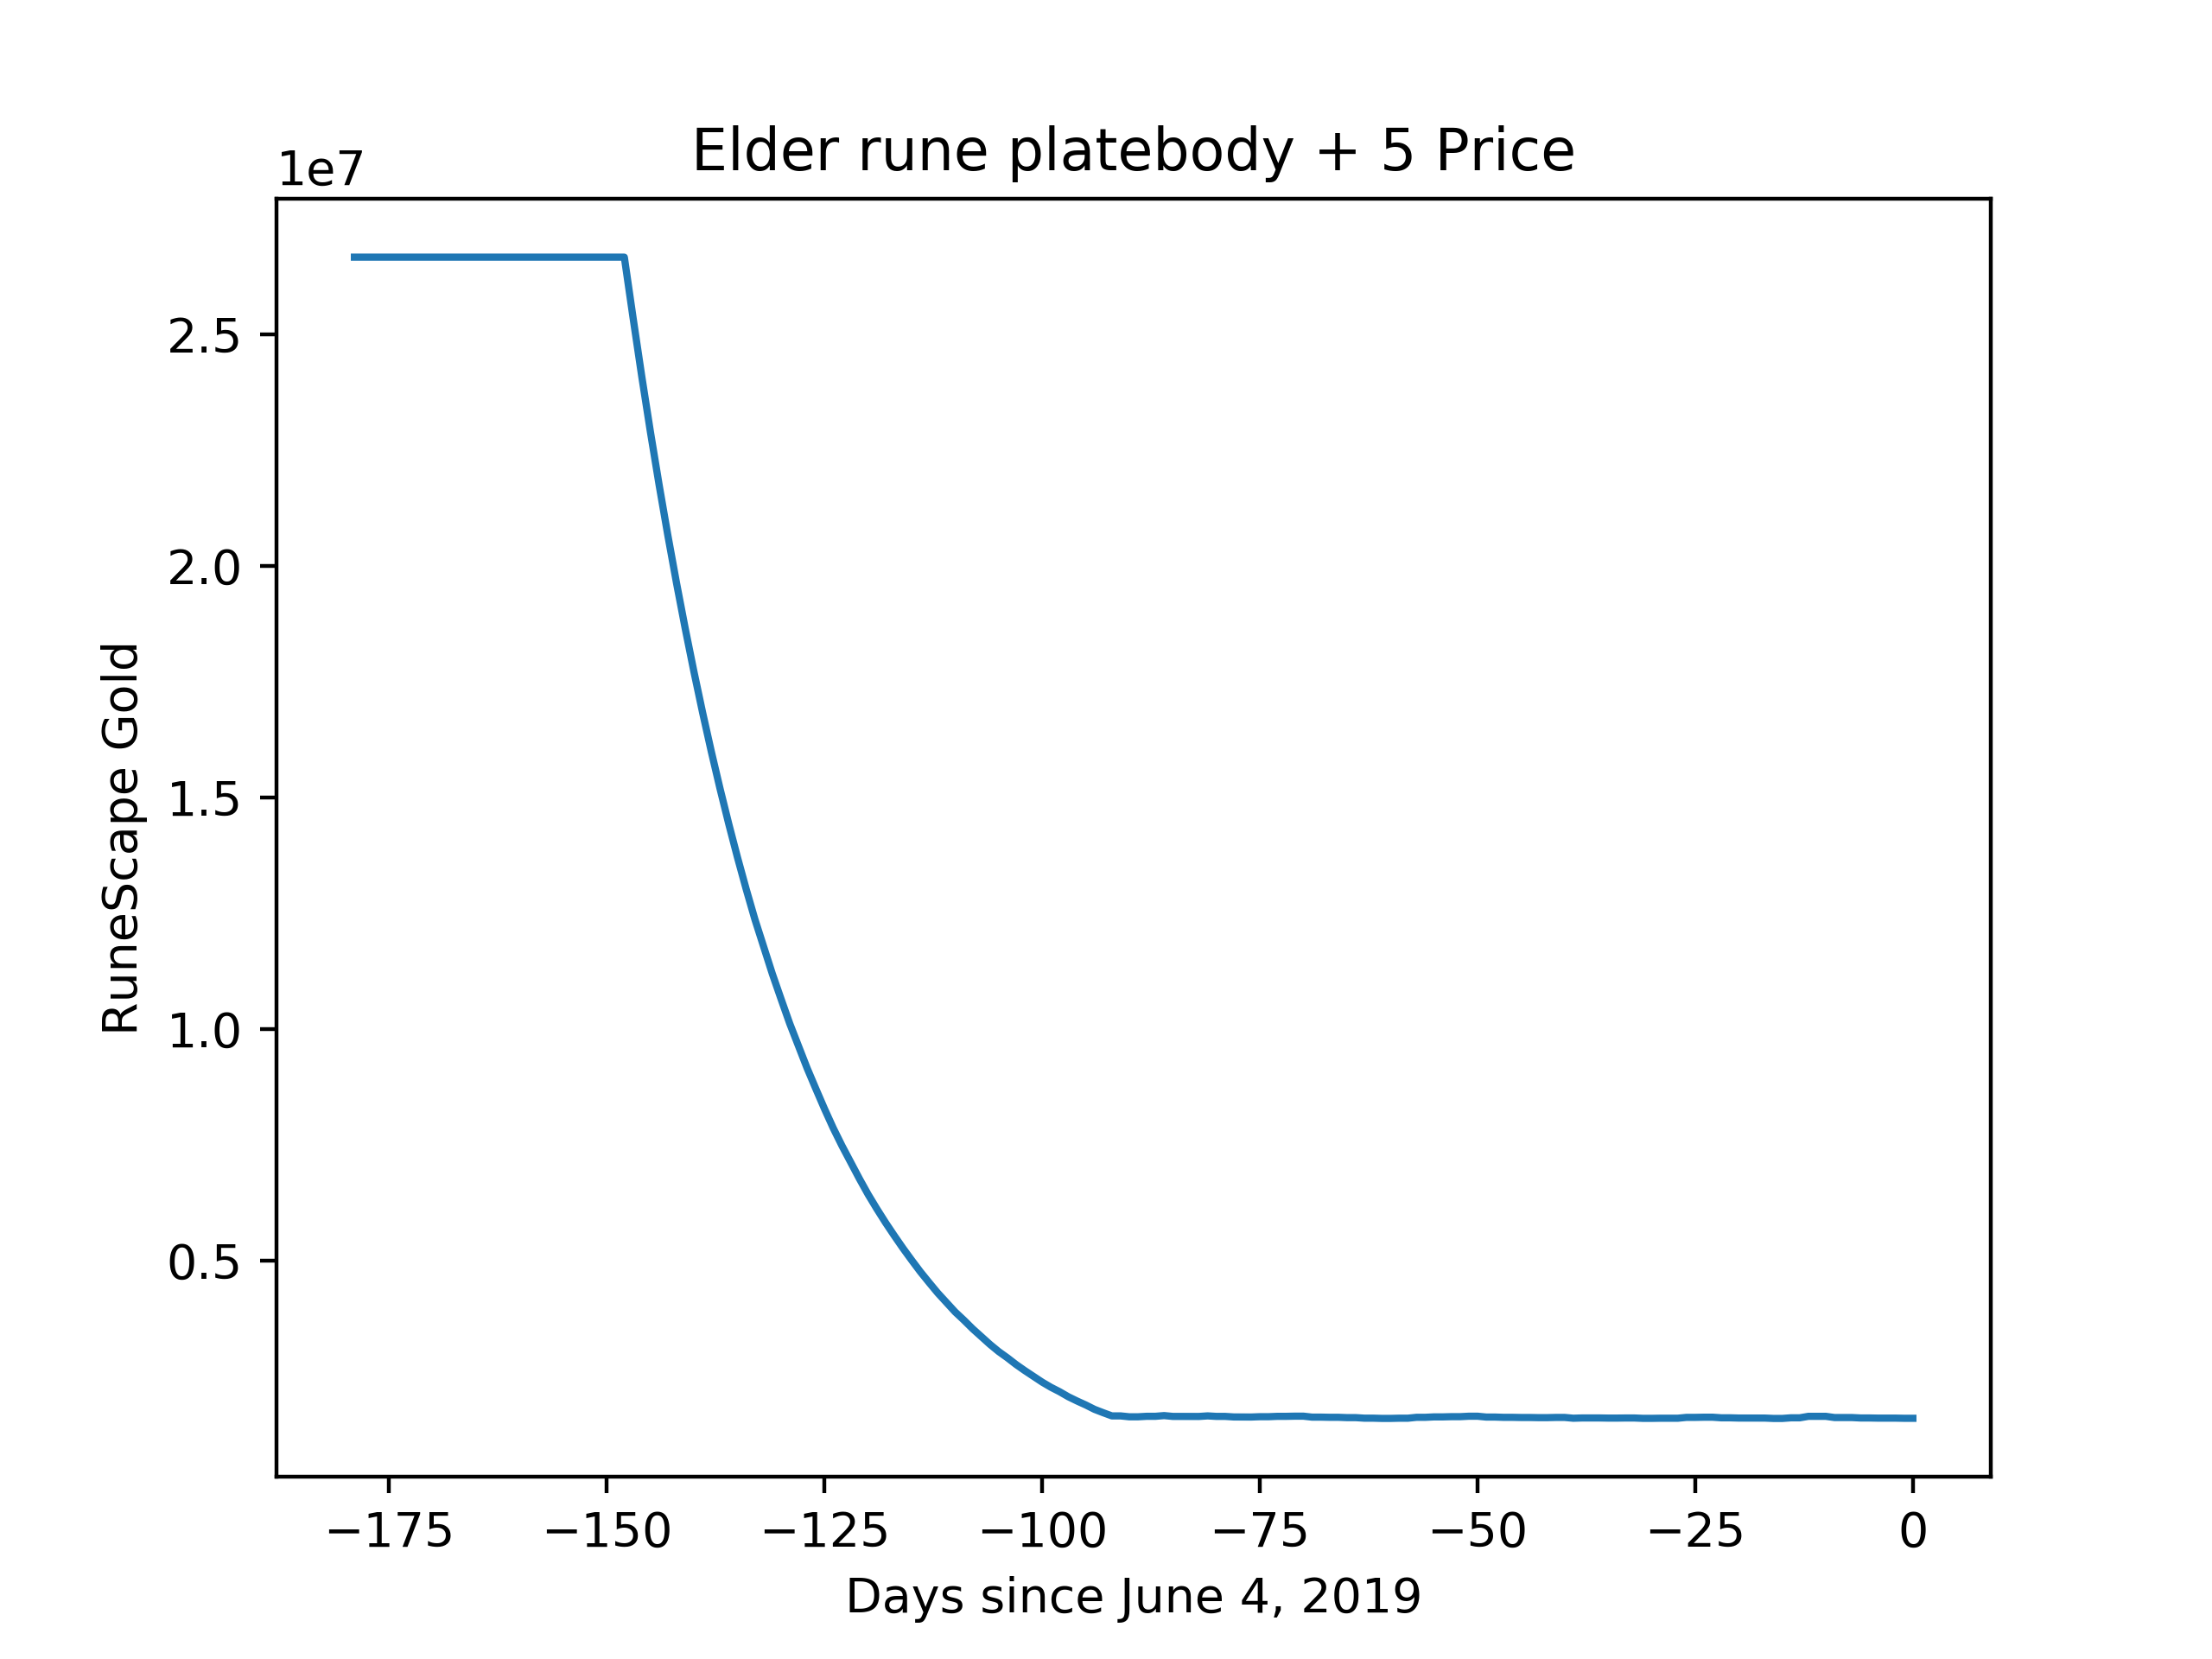 Elder rune platebody + 5 Price
1e7
2.5
2.0
1.5
1.0
0.5
RuneScape Gold
−175 −150 −125 −100 −75 −50 −25 0
Days since June 4, 2019